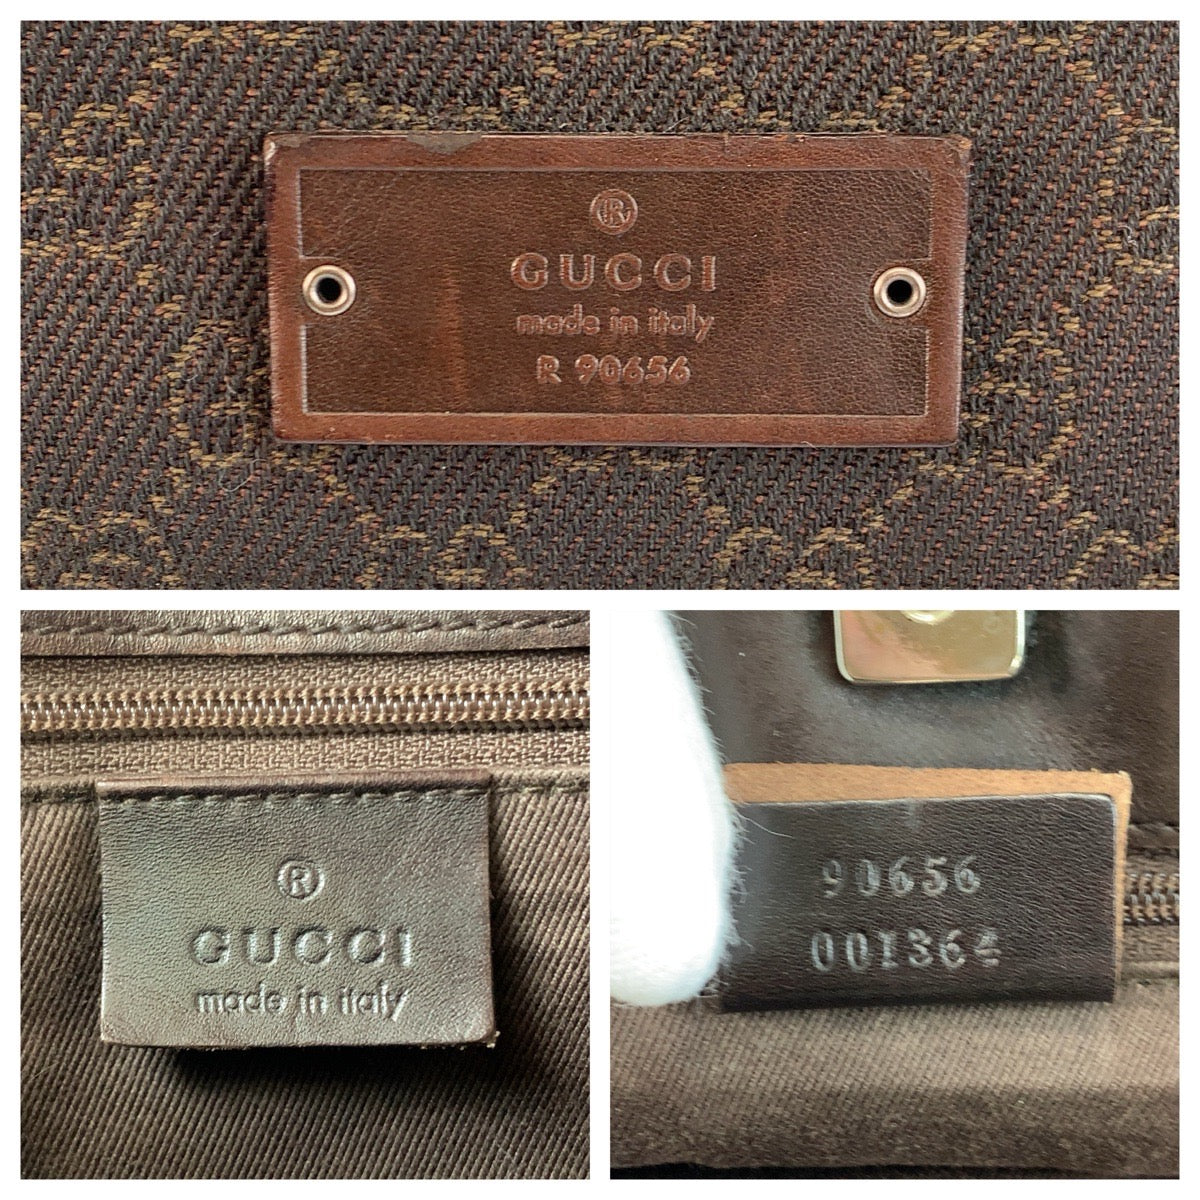 ®
GUCCI
made in italy
R 90656
®
GUCCI
made in italy
90656
001364